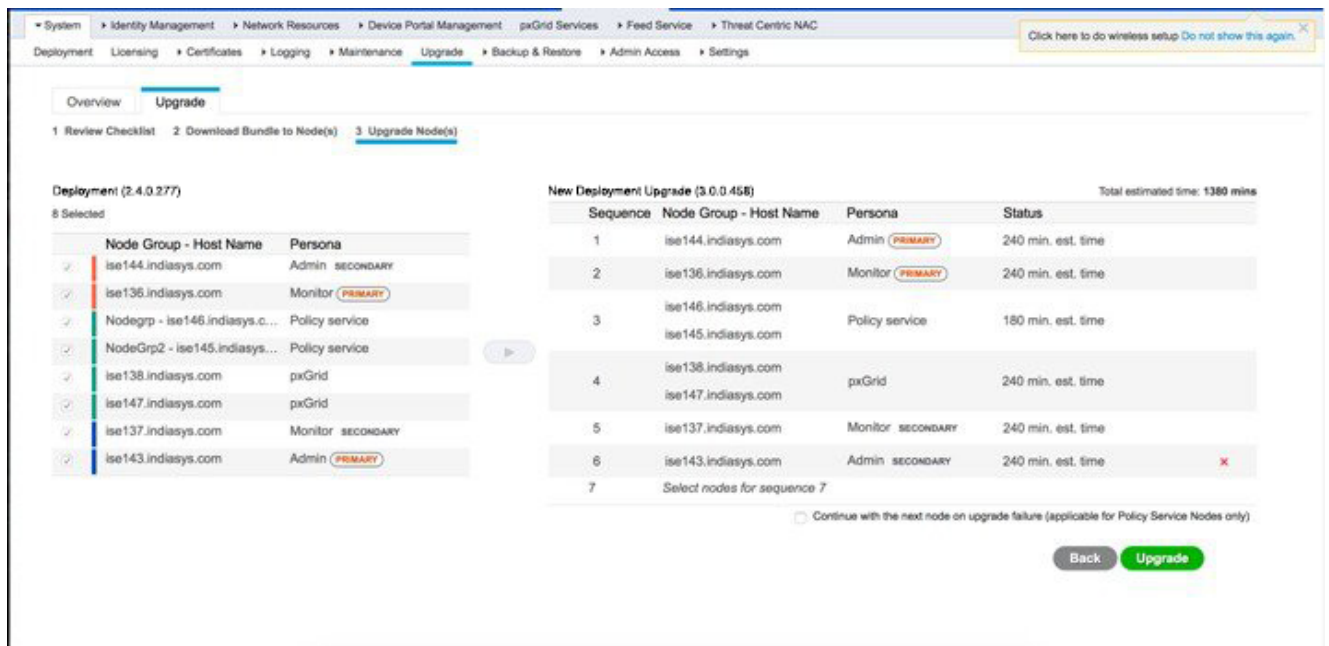 System Identity Management Network Resources Device Portal Management pxGrid Services Feed Service Threat Centric NAC
Click here to do wireless setup Do not show this again.
Deployment Licensing Certificates Logging Maintenance Upgrade Backup & Restore Admin Access Settings
Overview Upgrade
1 Review Checklist 2 Download Bundle to Node(s) 3 Upgrade Node(s)
Deployment (2.4.0.277)
8 Selected
Node Group - Host Name Persona
ise144.indiasys.com Admin SECONDARY
ise136.indiasys.com Monitor PRIMARY
Nodegrp - ise146.indiasys.c... Policy service
NodeGrp2 - ise145.indiasys... Policy service
ise138.indiasys.com pxGrid
ise147.indiasys.com pxGrid
ise137.indiasys.com Monitor SECONDARY
ise143.indiasys.com Admin PRIMARY
New Deployment Upgrade (3.0.0.458) Total estimated time: 1380 mins
Sequence Node Group - Host Name Persona Status
1 ise144.indiasys.com Admin PRIMARY 240 min. est. time
2 ise136.indiasys.com Monitor PRIMARY 240 min. est. time
ise146.indiasys.com
3 Policy service 180 min. est. time
ise145.indiasys.com
ise138.indiasys.com
4 pxGrid 240 min. est. time
ise147.indiasys.com
5 ise137.indiasys.com Monitor SECONDARY 240 min. est. time
6 ise143.indiasys.com Admin SECONDARY 240 min. est. time
7 Select nodes for sequence 7
Continue with the next node on upgrade failure (applicable for Policy Service Nodes only)
Back Upgrade